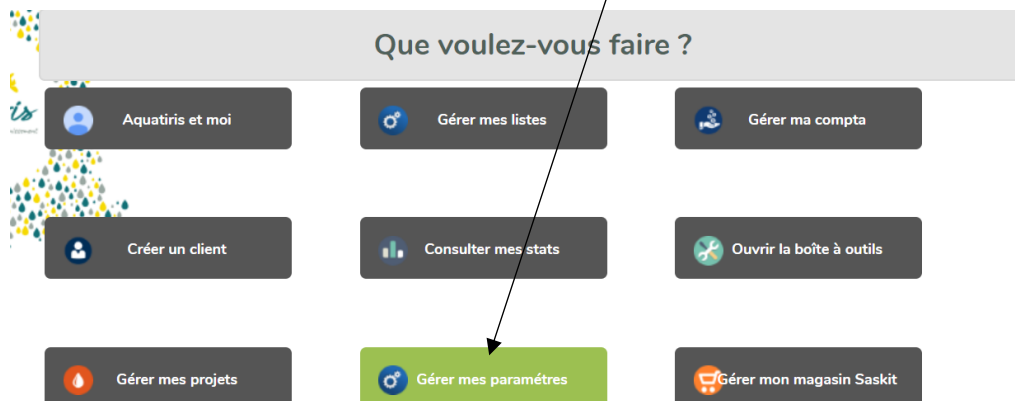 Que voulez-vous faire ?
tis
Aquatiris et moi
Gérer mes listes
Gérer ma compta
Créer un client
Consulter mes stats
Ouvrir la boîte à outils
Gérer mes projets
Gérer mes paramétres
Gérer mon magasin Saskit